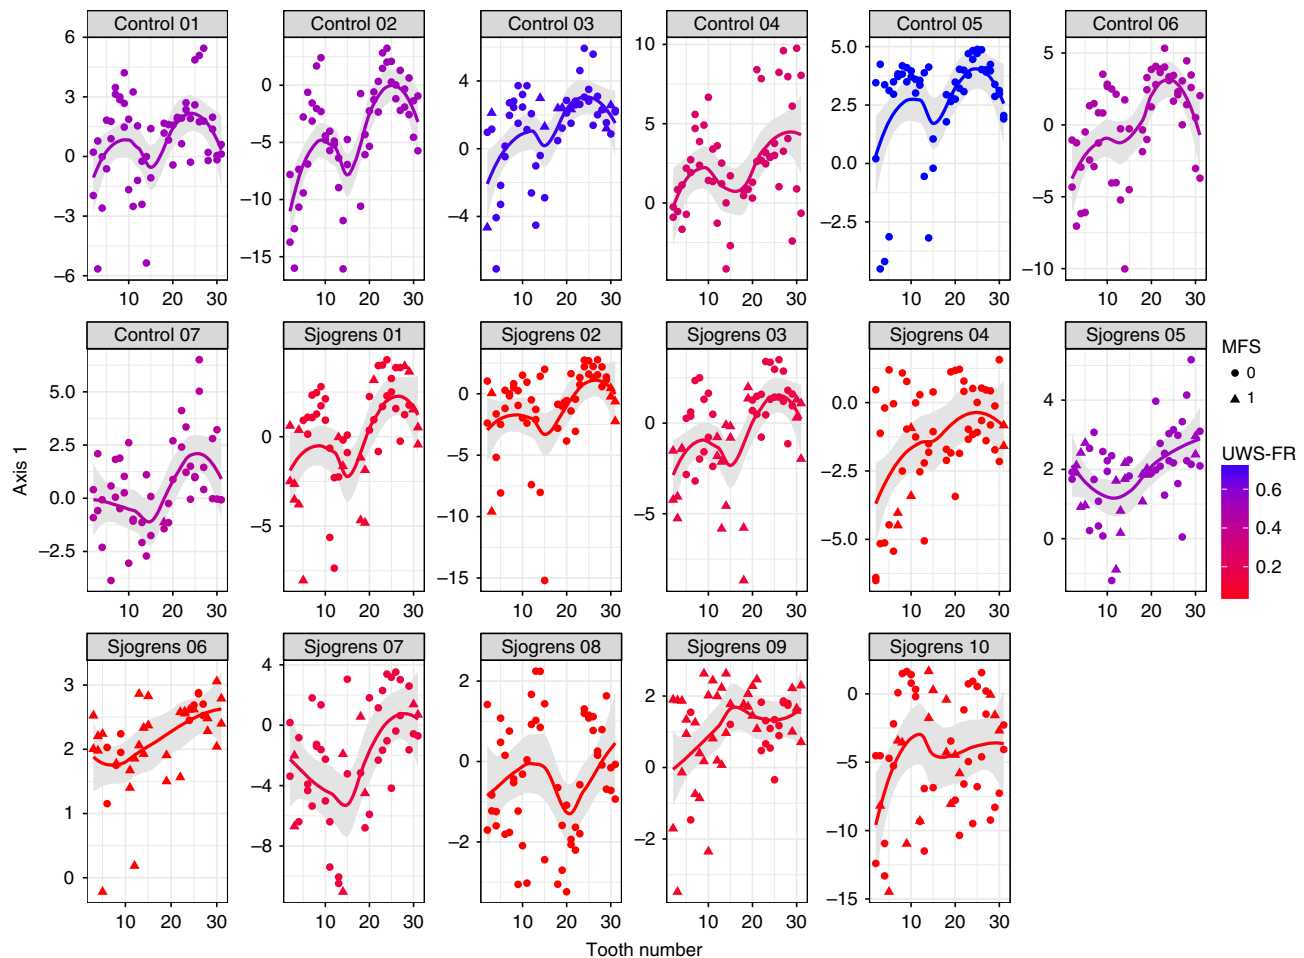 Control 01 Control 02 Control 03 Control 04 Control 05 Control 06
6 3 0 −3 −6
0 −5 −10 −15
4 0 −4
10 5 0
5.0 2.5 0.0 −2.5
5 0 −5 −10
10 20 30 10 20 30 10 20 30 10 20 30 10 20 30 10 20 30
Control 07 Sjogrens 01 Sjogrens 02 Sjogrens 03 Sjogrens 04 Sjogrens 05
5.0 2.5 0.0 −2.5
0 −5
0 −5 −10 −15
0 −5
0.0 −2.5 −5.0
4 2 0
10 20 30 10 20 30 10 20 30 10 20 30 10 20 30 10 20 30
Sjogrens 06 Sjogrens 07 Sjogrens 08 Sjogrens 09 Sjogrens 10
3 2 1 0
4 0 −4 −8
2 0 −2
2 0 −2
0 −5 −10 −15
10 20 30 10 20 30 10 20 30 10 20 30 10 20 30
Axis 1
Tooth number
MFS
0
1
UWS-FR
0.6
0.4
0.2